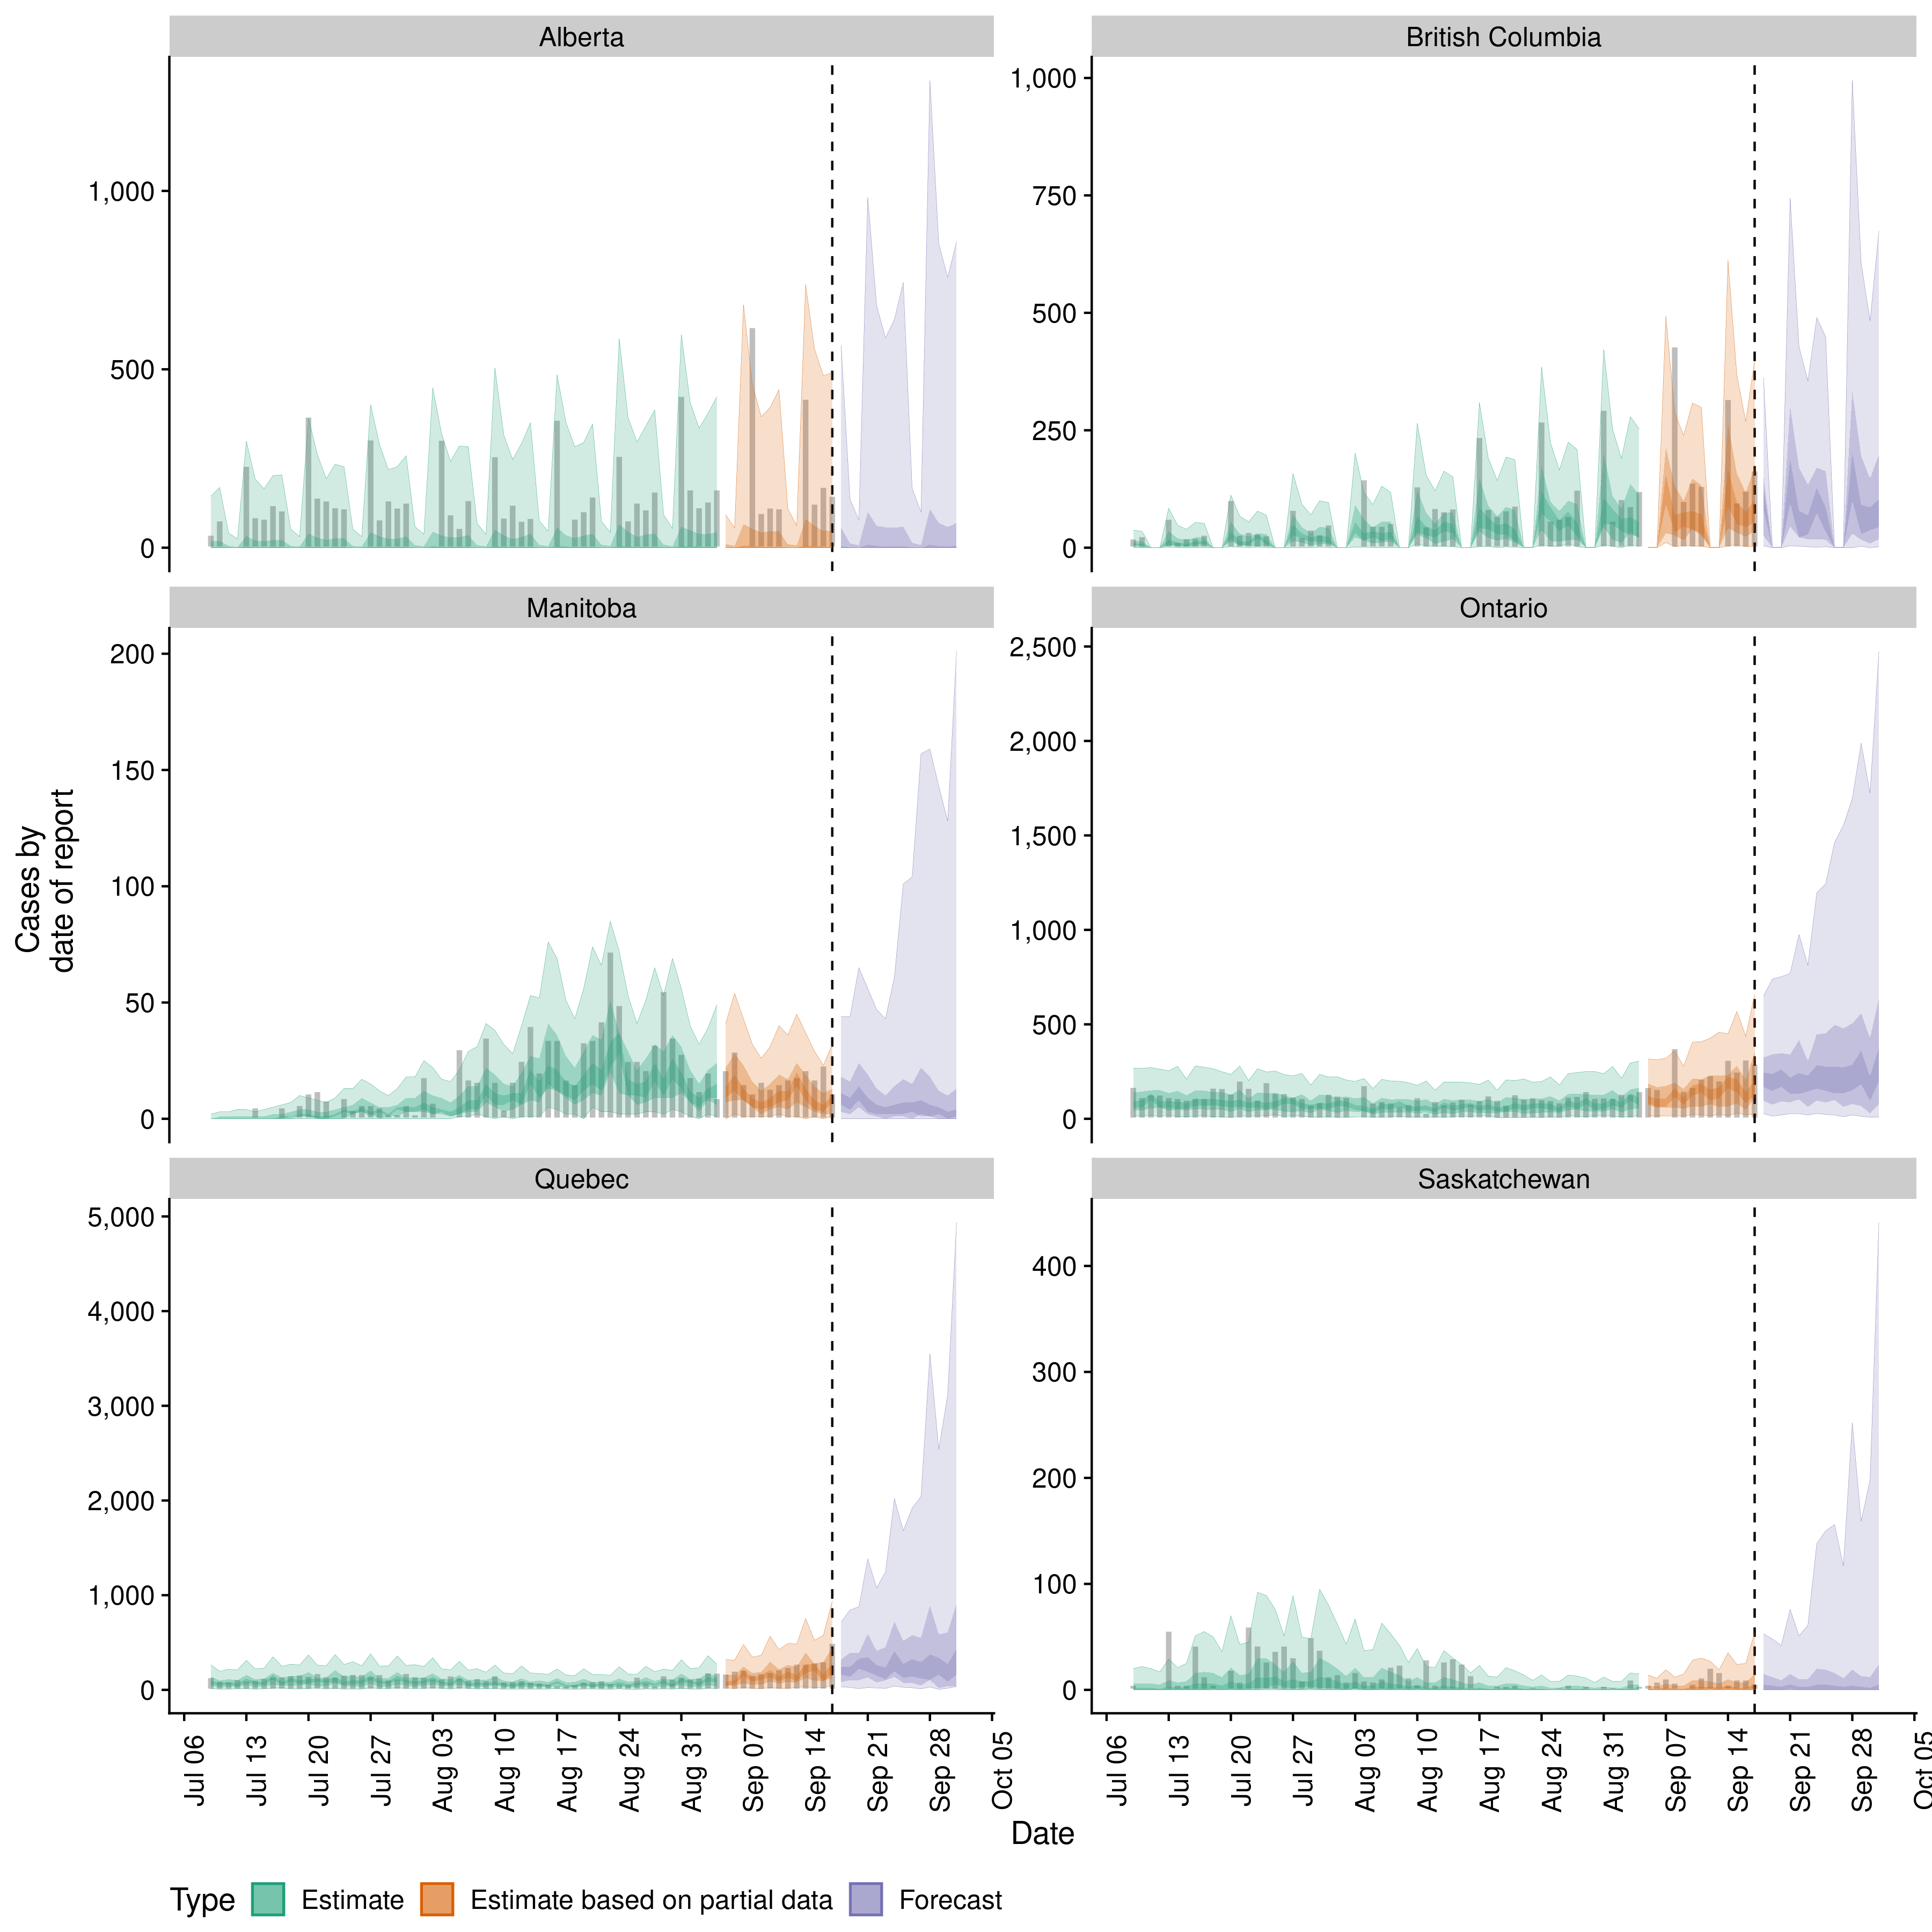 Alberta
British Columbia
1,000
500
0
1,000
750
500
250
0
Manitoba
Ontario
200
150
100
50
0
2,500
2,000
1,500
1,000
500
0
Cases by
date of report
Quebec
Saskatchewan
5,000
4,000
3,000
2,000
1,000
0
400
300
200
100
0
Jul 06
Jul 13
Jul 20
Jul 27
Aug 03
Aug 10
Aug 17
Aug 24
Aug 31
Sep 07
Sep 14
Sep 21
Sep 28
Oct 05
Jul 06
Jul 13
Jul 20
Jul 27
Aug 03
Aug 10
Aug 17
Aug 24
Aug 31
Sep 07
Sep 14
Sep 21
Sep 28
Oct 05
Date
Type Estimate Estimate based on partial data Forecast